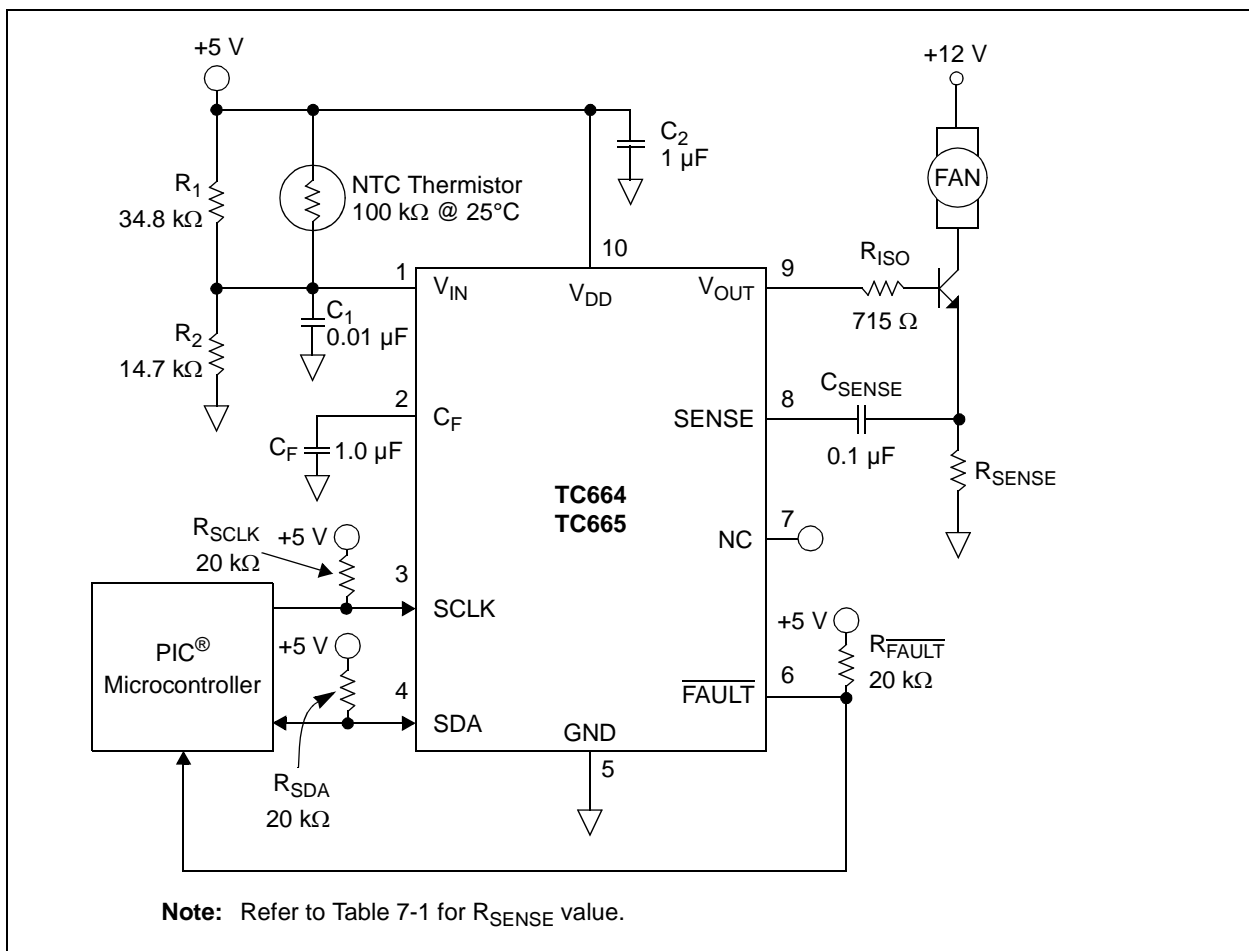 +5 V
+12 V
C2
1 µF
FAN
R1
34.8 kΩ
NTC Thermistor
100 kΩ @ 25°C
10
RISO
9
1
VIN
VDD
VOUT
715 Ω
C1
0.01 µF
R2
14.7 kΩ
CSENSE
2
8
CF
SENSE
CF
1.0 µF
0.1 µF
RSENSE
TC664
TC665
RSCLK
20 kΩ
+5 V
7
NC
3
SCLK
+5 V
PIC®
Microcontroller
+5 V
RFAULT
20 kΩ
6
4
FAULT
SDA
GND
5
RSDA
20 kΩ
Note: Refer to Table 7-1 for RSENSE value.